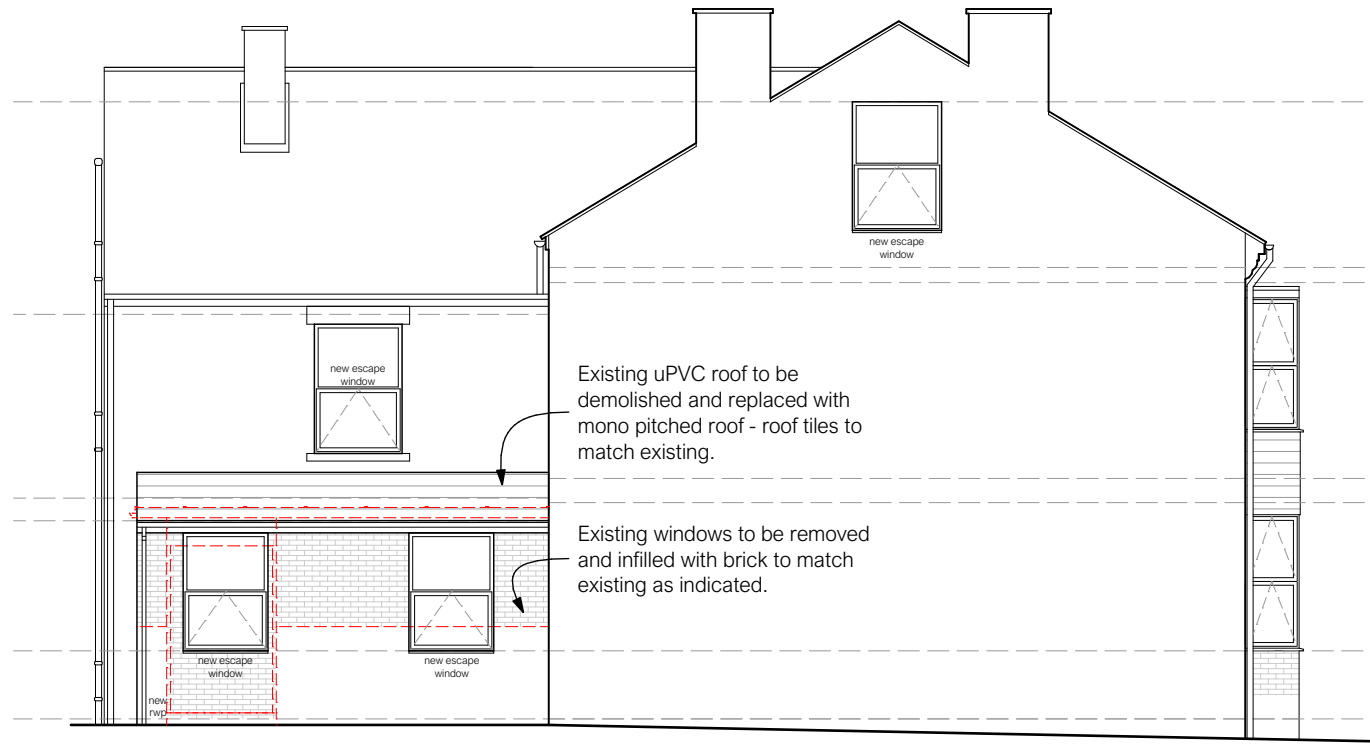 new escape
window
new escape
window
Existing uPVC roof to be
demolished and replaced with
mono pitched roof - roof tiles to
match existing.
Existing windows to be removed
and infilled with brick to match
existing as indicated.
new escape
window
new escape
window
new
rwp